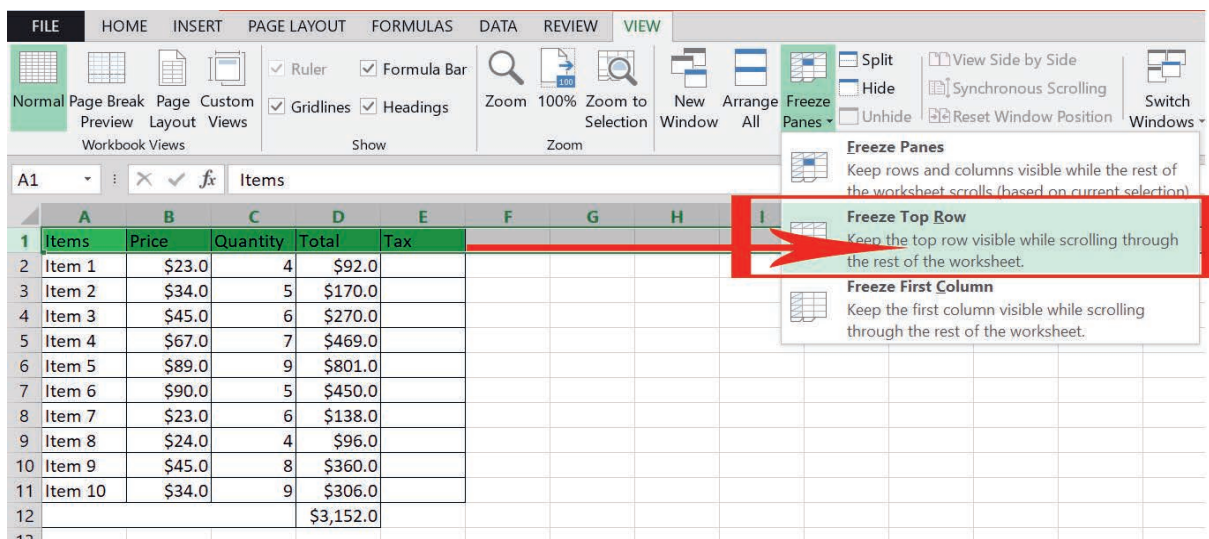 FILE HOME INSERT PAGE LAYOUT FORMULAS DATA REVIEW VIEW
Normal Page Break Preview Page Layout Custom Views
Workbook Views
Ruler Formula Bar
Gridlines Headings
Show
Zoom 100% Zoom to Selection
100
Zoom
New Window Arrange All Freeze Panes
Split
Hide
Unhide
View Side by Side
Synchronous Scrolling
Reset Window Position
Switch Windows
Freeze Panes
Keep rows and columns visible while the rest of
the worksheet scrolls (based on current selection)
Freeze Top Row
Keep the top row visible while scrolling through
the rest of the worksheet.
Freeze First Column
Keep the first column visible while scrolling
through the rest of the worksheet.
A1 fx Items
A B C D E F G H I
1 Items Price Quantity Total Tax
2 Item 1 $23.0 4 $92.0
3 Item 2 $34.0 5 $170.0
4 Item 3 $45.0 6 $270.0
5 Item 4 $67.0 7 $469.0
6 Item 5 $89.0 9 $801.0
7 Item 6 $90.0 5 $450.0
8 Item 7 $23.0 6 $138.0
9 Item 8 $24.0 4 $96.0
10 Item 9 $45.0 8 $360.0
11 Item 10 $34.0 9 $306.0
12 $3,152.0